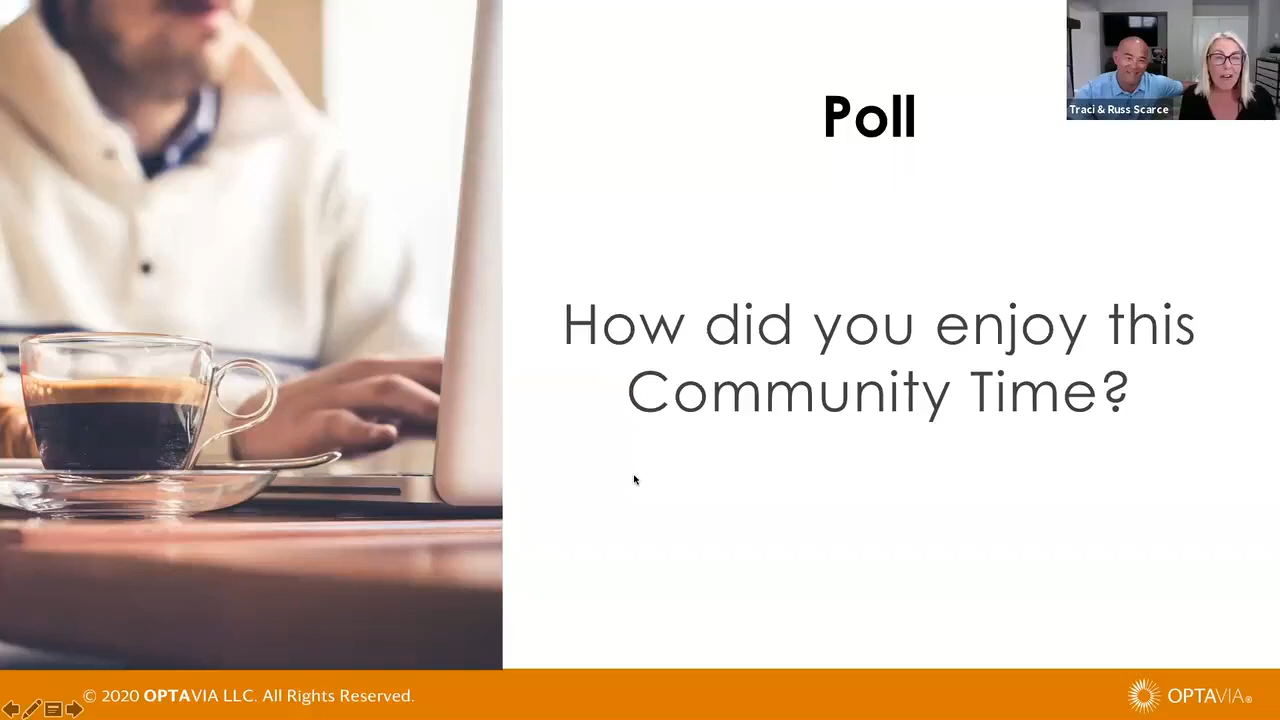 Poll
Traci & Russ Scarce
How did you enjoy this
Community Time?
© 2020 OPTAVIA LLC. All Rights Reserved.
OPTAVIA®